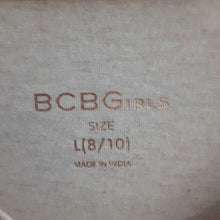 BCBGIRLS
SIZE
L(8/10)
MADE IN INDIA